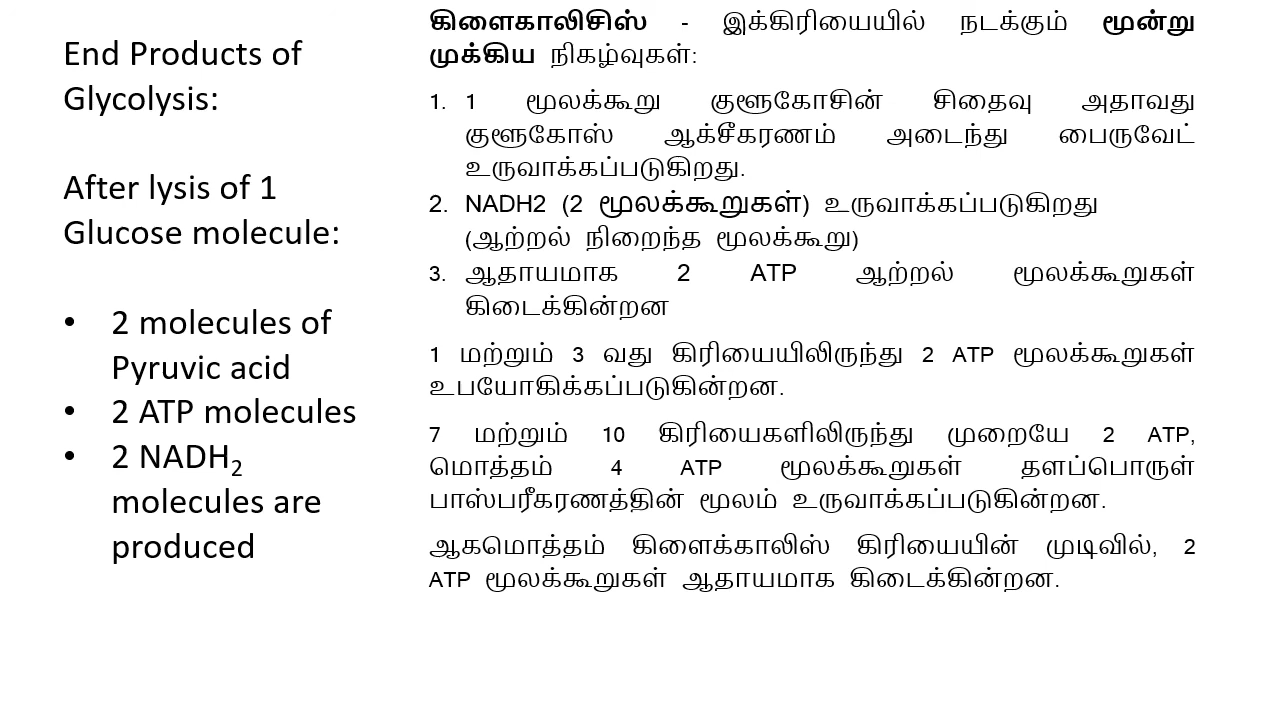 End Products of
Glycolysis:
After lysis of 1
Glucose molecule:
• 2 molecules of
Pyruvic acid
• 2 ATP molecules
• 2 NADH₂
molecules are
produced
கிளைகாலிசிஸ் - இக்கிரியையில் நடக்கும் மூன்று
முக்கிய நிகழ்வுகள்:
1. 1 மூலக்கூறு குளூகோசின் சிதைவு அதாவது
குளூகோஸ் ஆக்சீகரணம் அடைந்து பைருவேட்
உருவாக்கப்படுகிறது.
2. NADH2 (2 மூலக்கூறுகள்) உருவாக்கப்படுகிறது
(ஆற்றல் நிறைந்த மூலக்கூறு)
3. ஆதாயமாக 2 ATP ஆற்றல் மூலக்கூறுகள்
கிடைக்கின்றன
1 மற்றும் 3 வது கிரியையிலிருந்து 2 ATP மூலக்கூறுகள்
உபயோகிக்கப்படுகின்றன.
7 மற்றும் 10 கிரியைகளிலிருந்து முறையே 2 ATP,
மொத்தம் 4 ATP மூலக்கூறுகள் தளப்பொருள்
பாஸ்பரீகரணத்தின் மூலம் உருவாக்கப்படுகின்றன.
ஆகமொத்தம் கிளைக்காலிஸ் கிரியையின் முடிவில், 2
ATP மூலக்கூறுகள் ஆதாயமாக கிடைக்கின்றன.